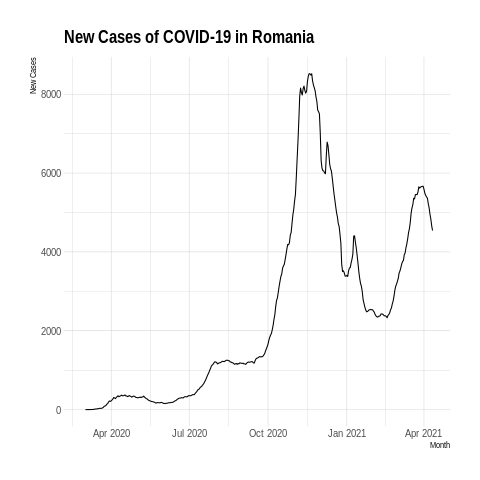 New Cases of COVID-19 in Romania
New Cases
8000
6000
4000
2000
0
Apr 2020 Jul 2020 Oct 2020 Jan 2021 Apr 2021
Month